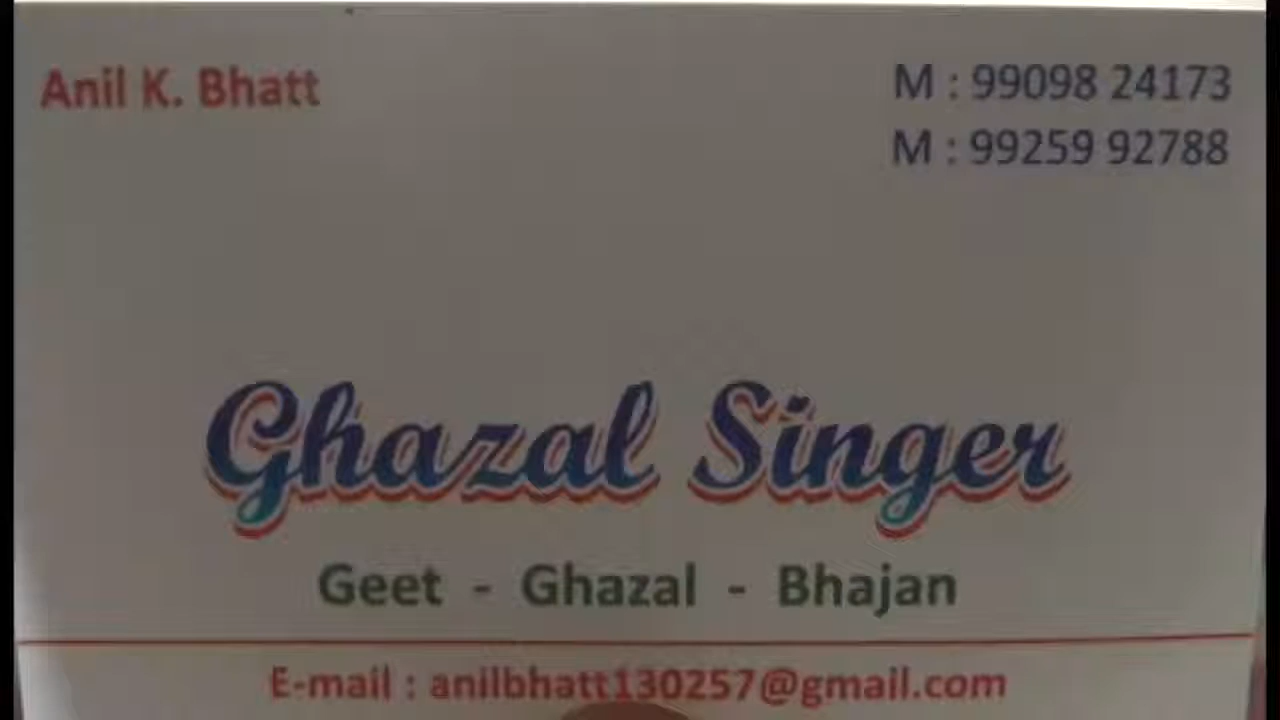 Anil K. Bhatt
M : 99098 24173
M : 99259 92788
Ghazal Singer
Geet - Ghazal - Bhajan
E-mail : anilbhatt130257@gmail.com